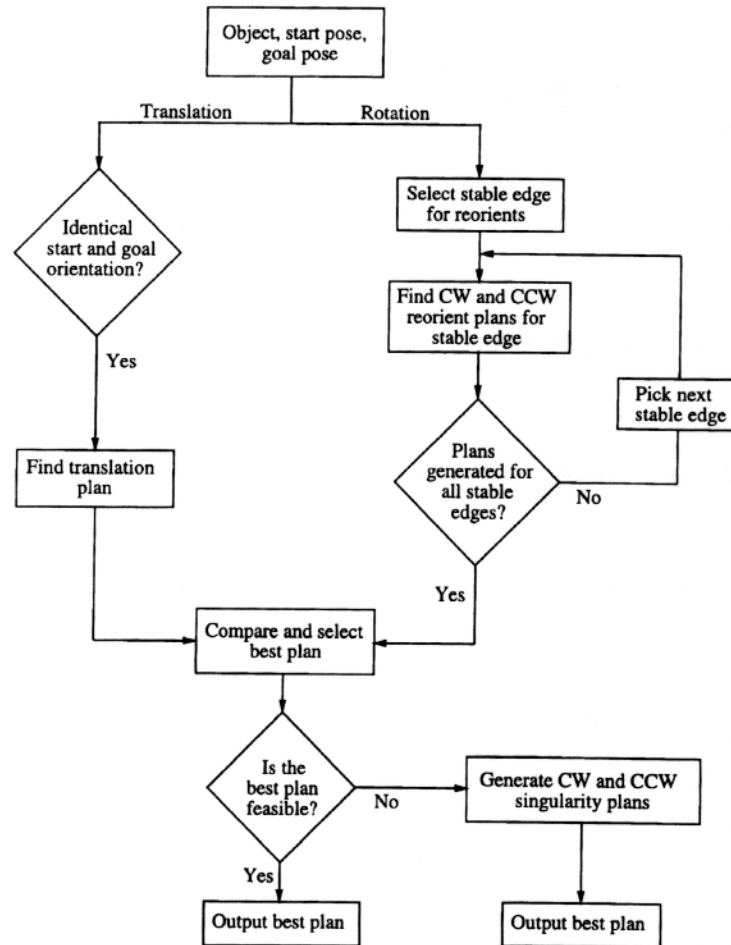 Object, start pose,
goal pose
Translation
Rotation
Identical
start and goal
orientation?
Select stable edge
for reorients
Find CW and CCW
reorient plans for
stable edge
Yes
Pick next
stable edge
Find translation
plan
Plans
generated for
all stable
edges?
No
Yes
Compare and select
best plan
Is the
best plan
feasible?
No
Generate CW and CCW
singularity plans
Yes
Output best plan
Output best plan